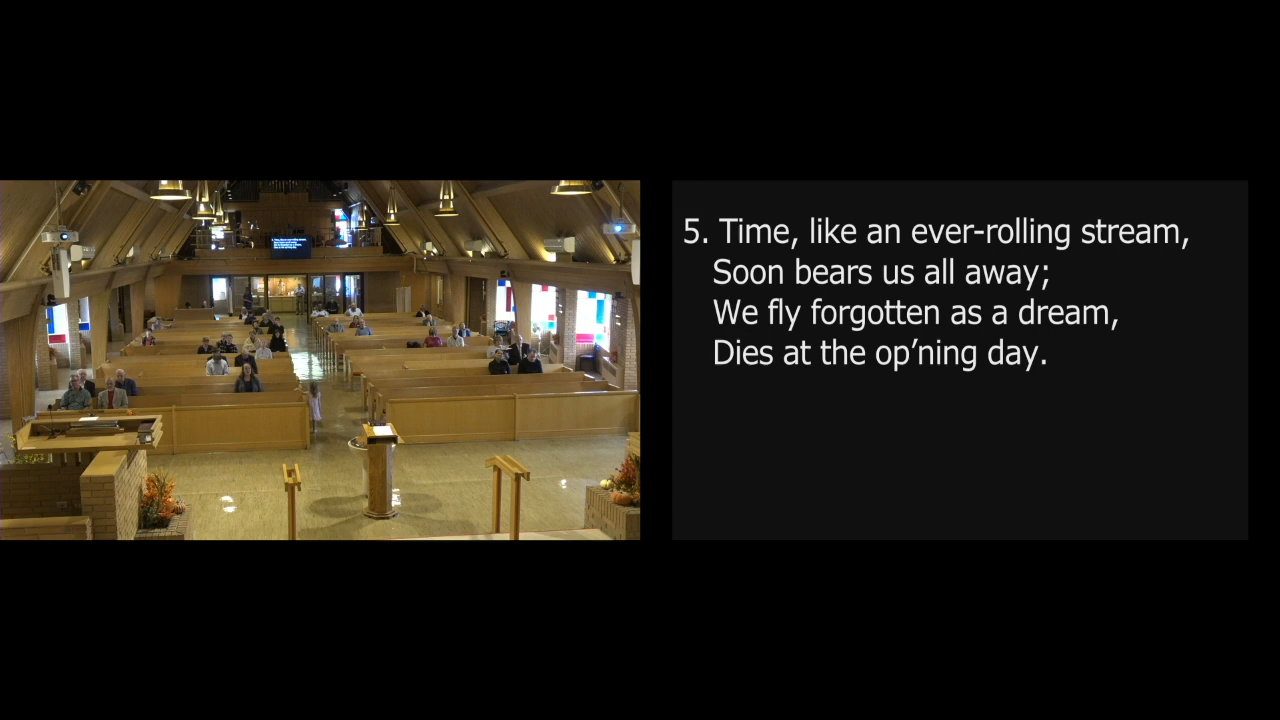 5. Time, like an ever-rolling stream,
Soon bears us all away;
We fly forgotten as a dream,
Dies at the op’ning day.